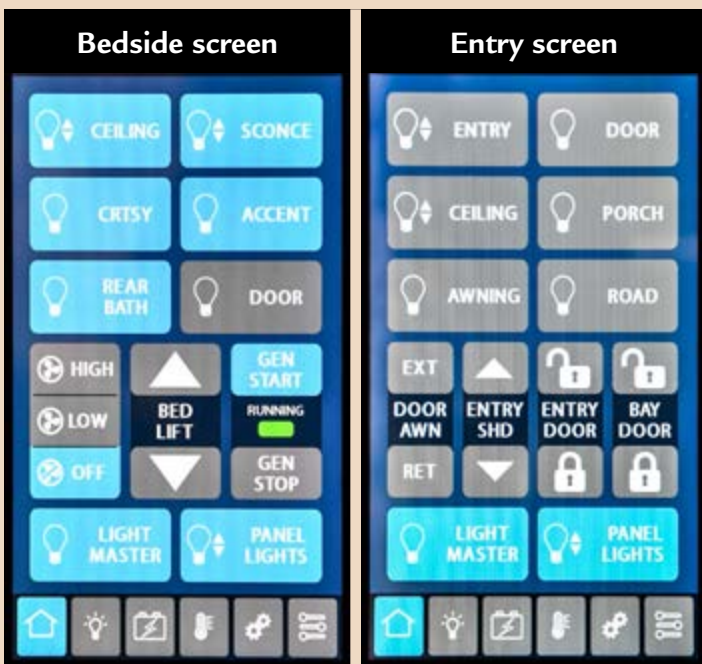 Bedside screen
CEILING
SCONCE
CRTSY
ACCENT
REAR
BATH
DOOR
HIGH
LOW
OFF
BED
LIFT
GEN
START
RUNNING
GEN
STOP
LIGHT
MASTER
PANEL
LIGHTS
Entry screen
ENTRY
DOOR
CEILING
PORCH
AWNING
ROAD
EXT
DOOR
AWN
RET
ENTRY
SHD
ENTRY
DOOR
BAY
DOOR
LIGHT
MASTER
PANEL
LIGHTS